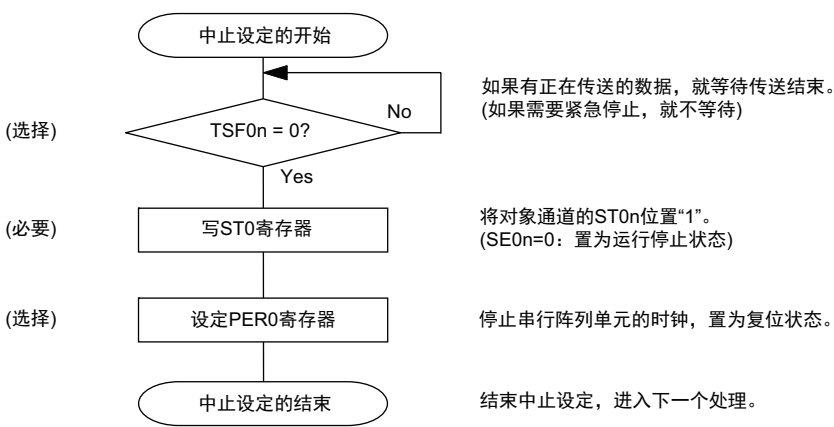 中止设定的开始
如果有正在传送的数据，就等待传送结束。
(如果需要紧急停止，就不等待)
No
(选择)
TSF0n = 0?
Yes
(必要)
写ST0寄存器
将对象通道的ST0n位置“1”。
(SE0n=0：置为运行停止状态)
(选择)
设定PER0寄存器
停止串行阵列单元的时钟，置为复位状态。
中止设定的结束
结束中止设定，进入下一个处理。